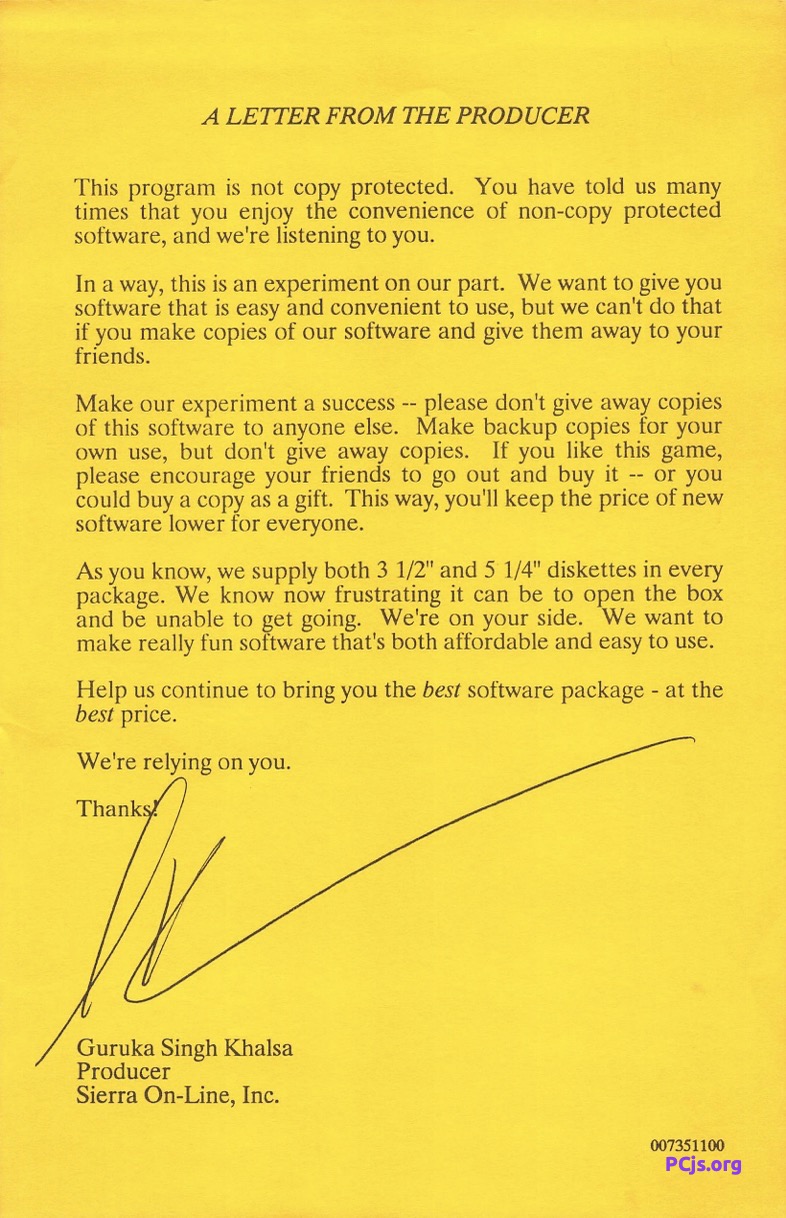 A LETTER FROM THE PRODUCER
This program is not copy protected. You have told us many
times that you enjoy the convenience of non-copy protected
software, and we're listening to you.
In a way, this is an experiment on our part. We want to give you
software that is easy and convenient to use, but we can't do that
if you make copies of our software and give them away to your
friends.
Make our experiment a success -- please don't give away copies
of this software to anyone else. Make backup copies for your
own use, but don't give away copies. If you like this game,
please encourage your friends to go out and buy it -- or you
could buy a copy as a gift. This way, you'll keep the price of new
software lower for everyone.
As you know, we supply both 3 1/2" and 5 1/4" diskettes in every
package. We know now frustrating it can be to open the box
and be unable to get going. We're on your side. We want to
make really fun software that's both affordable and easy to use.
Help us continue to bring you the best software package - at the
best price.
We're relying on you.
Thanks!
Guruka Singh Khalsa
Producer
Sierra On-Line, Inc.
007351100
PCjs.org